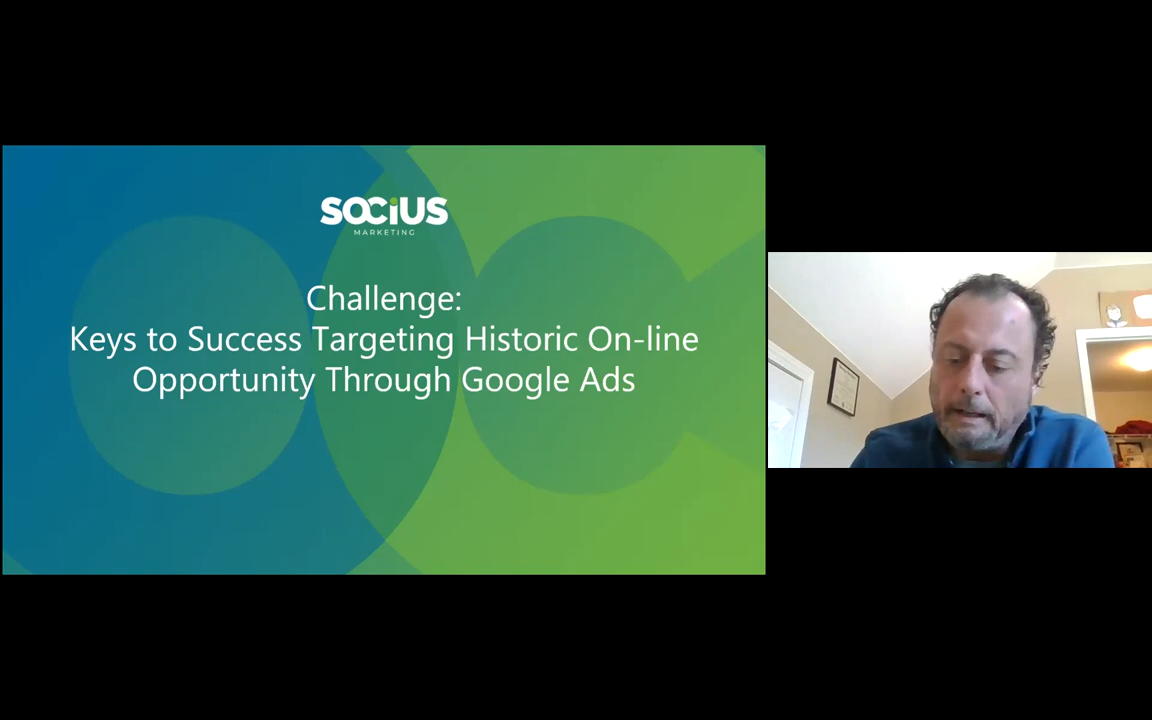 SOCIUS
MARKETING
Challenge:
Keys to Success Targeting Historic On-line
Opportunity Through Google Ads